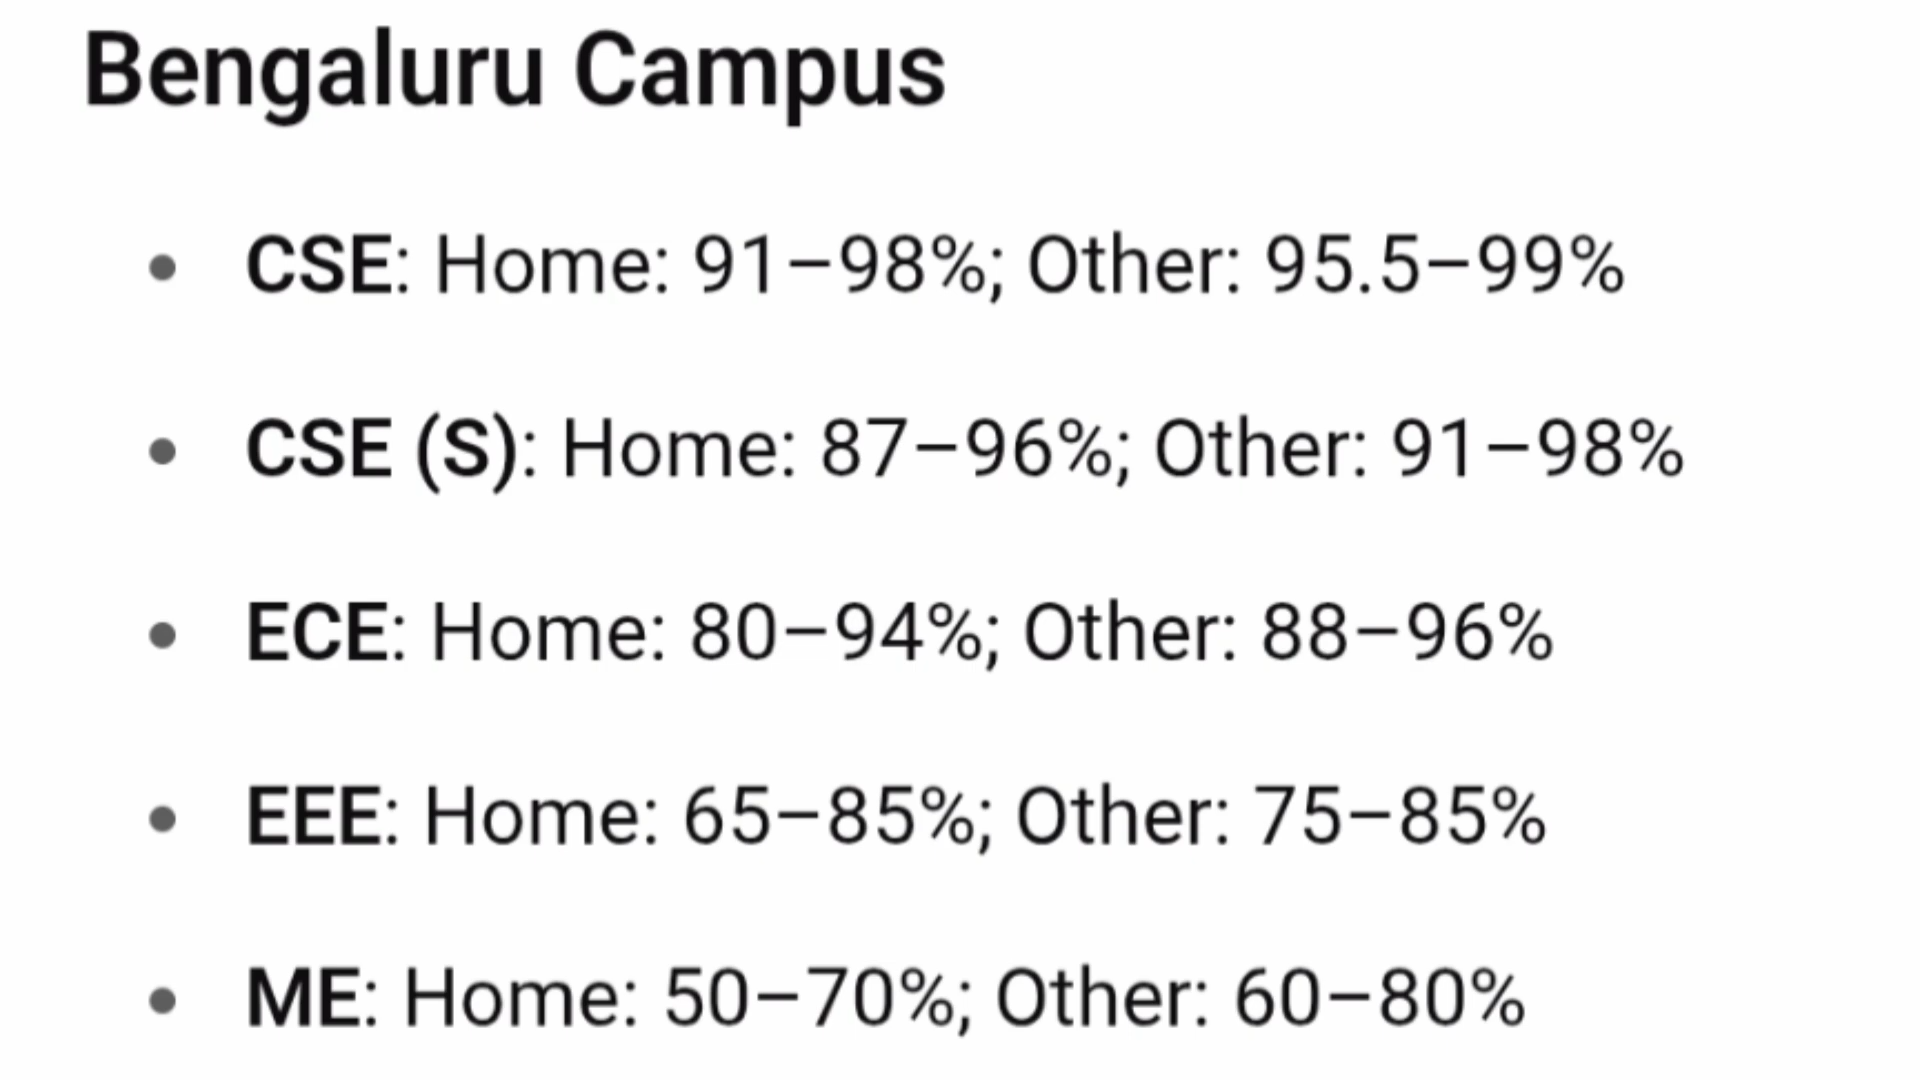 Bengaluru Campus
• CSE: Home: 91–98%; Other: 95.5–99%
• CSE (S): Home: 87–96%; Other: 91–98%
• ECE: Home: 80–94%; Other: 88–96%
• EEE: Home: 65–85%; Other: 75–85%
• ME: Home: 50–70%; Other: 60–80%